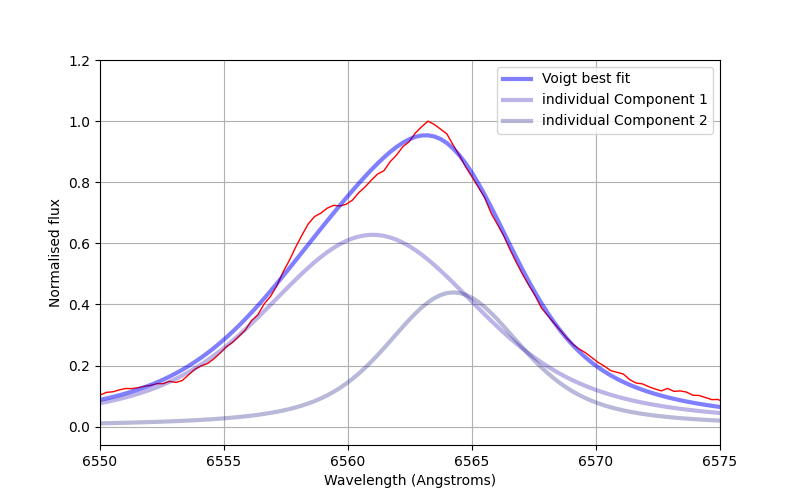 1.2
1.0
0.8
0.6
0.4
0.2
0.0
Normalised flux
Voigt best fit
individual Component 1
individual Component 2
6550 6555 6560 6565 6570 6575
Wavelength (Angstroms)